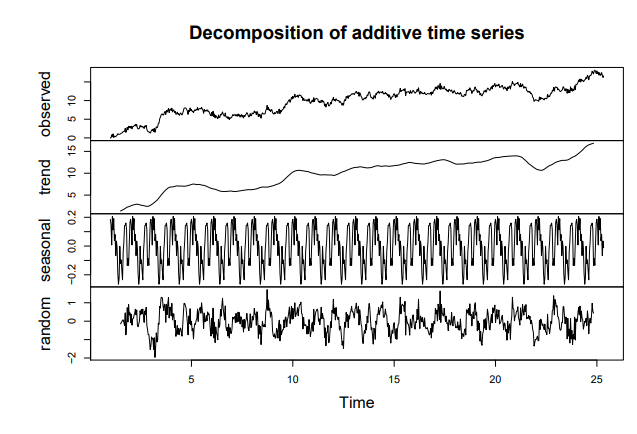 Decomposition of additive time series
observed
0 5 10
trend
5 10 15
seasonal
-0.2 0.0 0.2
random
-2 0 1
5 10 15 20 25
Time